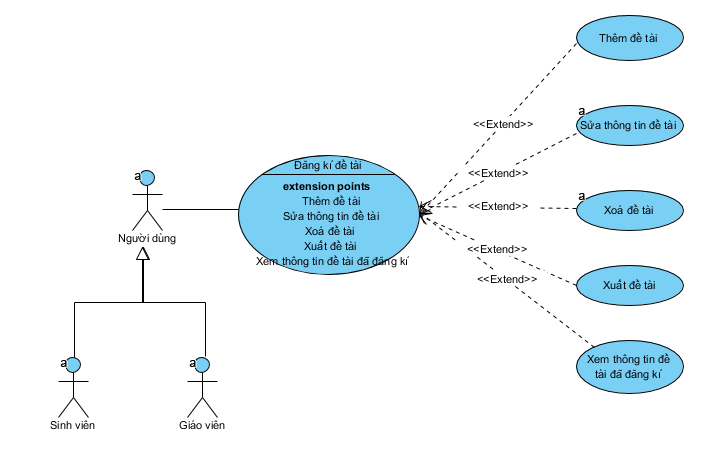 Thêm đề tài
<<Extend>>
a
Sửa thông tin đề tài
Đăng kí đề tài
extension points
Thêm đề tài
Sửa thông tin đề tài
Xoá đề tài
Xuất đề tài
Xem thông tin đề tài đã đăng kí
<<Extend>>
a
Người dùng
a
Xoá đề tài
<<Extend>>
<<Extend>>
<<Extend>>
Xuất đề tài
Xem thông tin đề
tài đã đăng kí
a
Sinh viên
a
Giáo viên